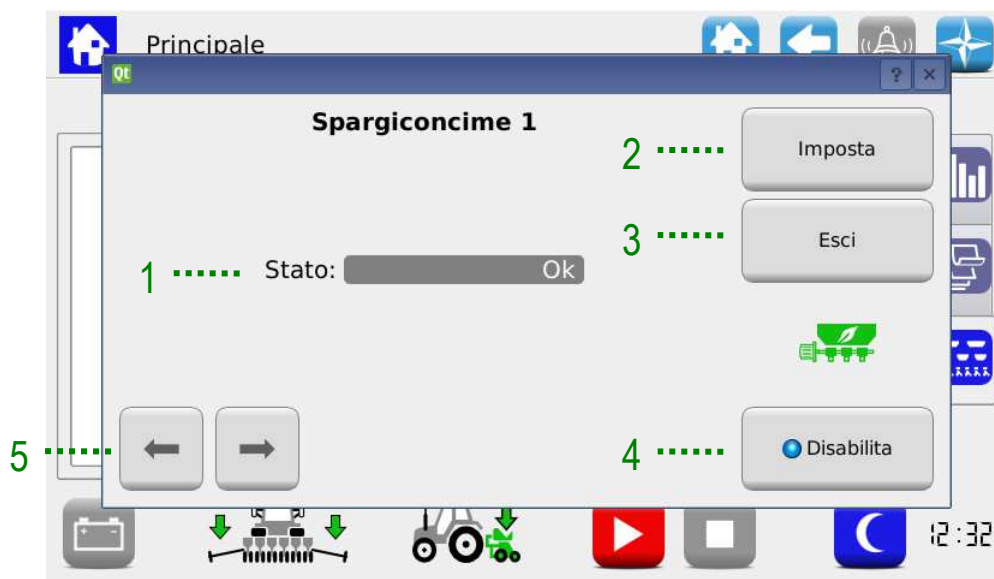 Principale
Qt
? ×
Spargiconcime 1
2 Imposta
3 Esci
1 Stato: Ok
5
4 Disabilita
12:32